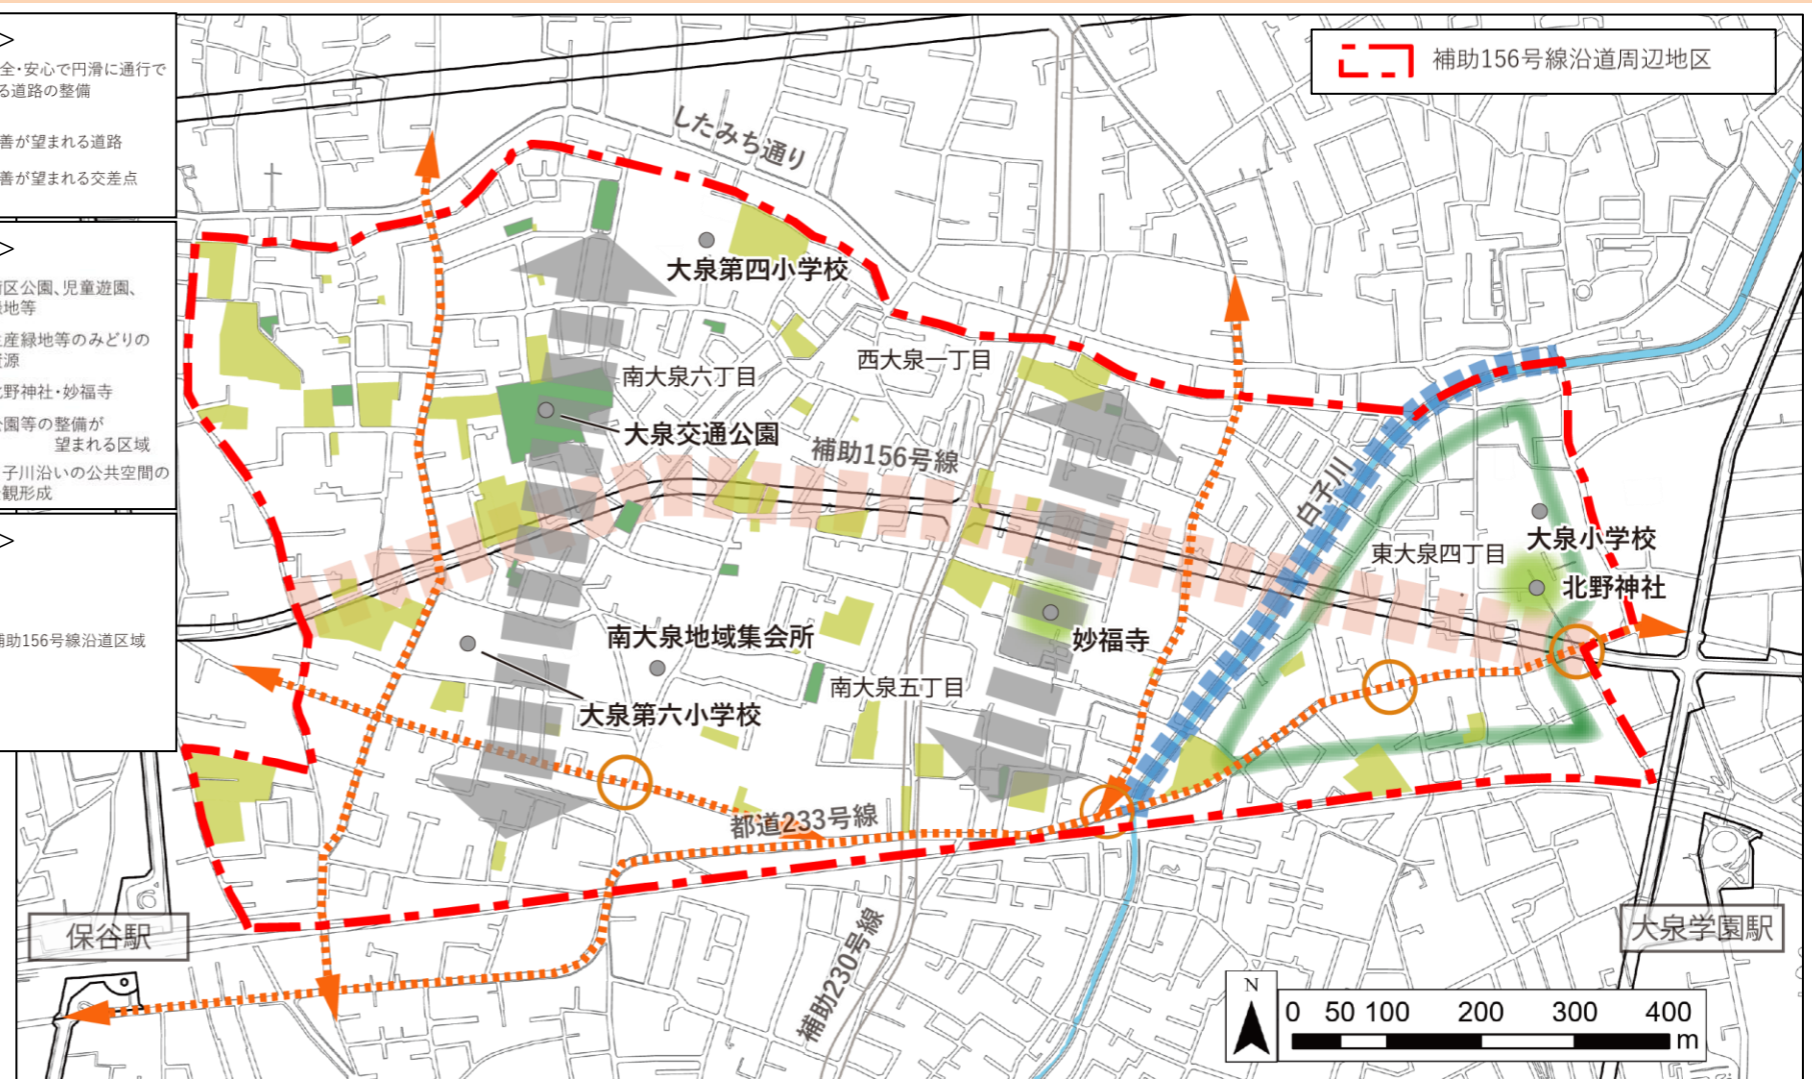 >
全・安心で円滑に通行で
る道路の整備
善が望まれる道路
善が望まれる交差点
>
区公園、児童遊園、
地等
産緑地等のみどりの
源
野神社・妙福寺
園等の整備が
望まれる区域
子川沿いの公共空間の
観形成
>
補助156号線沿道区域
補助156号線沿道周辺地区
したみち通り
大泉第四小学校
西大泉一丁目
南大泉六丁目
大泉交通公園
補助156号線
白子川
東大泉四丁目
大泉小学校
北野神社
妙福寺
南大泉地域集会所
南大泉五丁目
大泉第六小学校
都道233号線
補助230号線
保谷駅
大泉学園駅
N
0 50 100 200 300 400
m